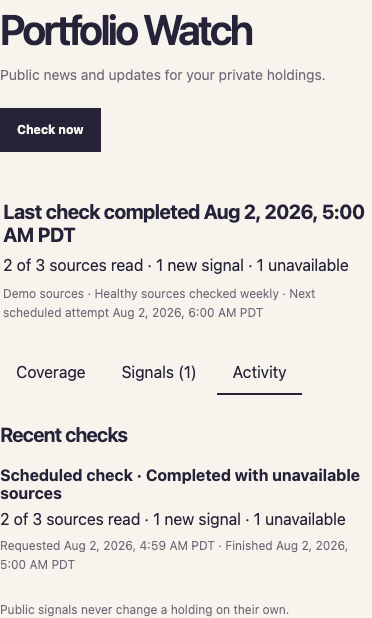 Portfolio Watch
Public news and updates for your private holdings.
Check now
Last check completed Aug 2, 2026, 5:00
AM PDT
2 of 3 sources read · 1 new signal · 1 unavailable
Demo sources · Healthy sources checked weekly · Next
scheduled attempt Aug 2, 2026, 6:00 AM PDT
Coverage Signals (1) Activity
Recent checks
Scheduled check · Completed with unavailable
sources
2 of 3 sources read · 1 new signal · 1 unavailable
Requested Aug 2, 2026, 4:59 AM PDT · Finished Aug 2, 2026,
5:00 AM PDT
Public signals never change a holding on their own.